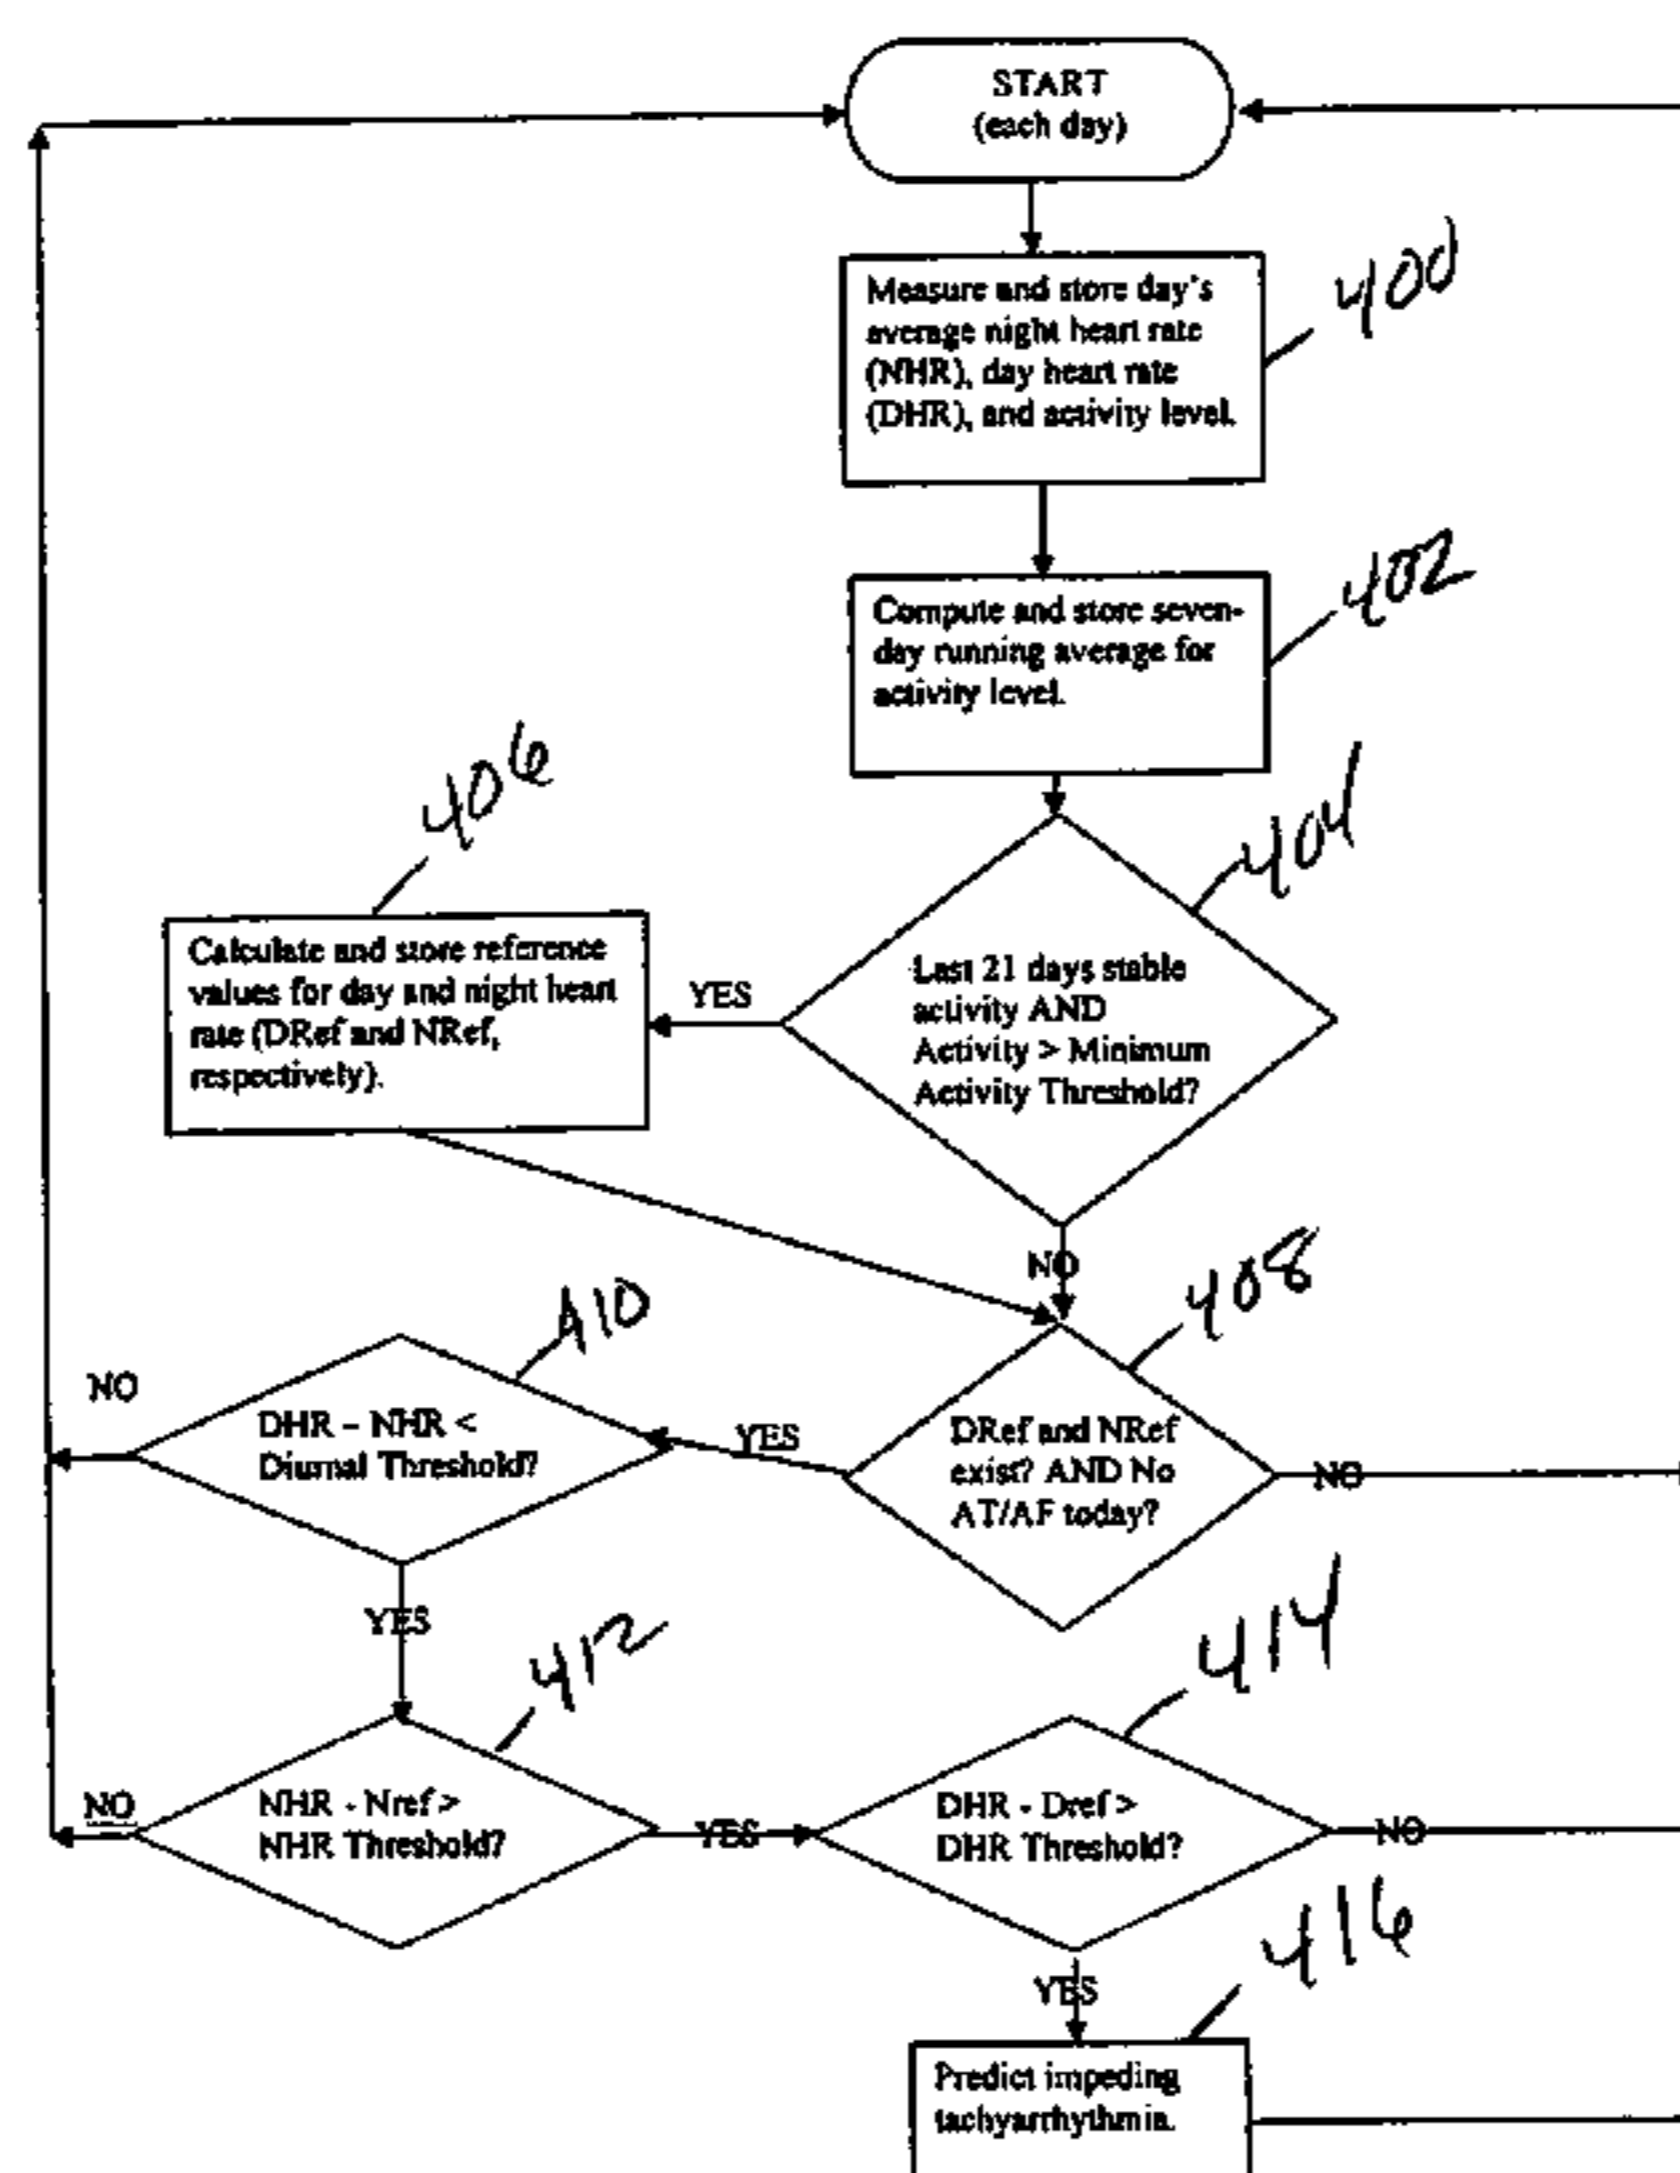 START
(each day)
400
Measure and store day's
average night heart rate
(NHR), day heart rate
(DHR), and activity level.
402
Compute and store seven-
day running average for
activity level.
406
404
Calculate and store reference
values for day and night heart
rate (DRef and NRef,
respectively).
YES
Last 21 days stable
activity AND
Activity > Minimum
Activity Threshold?
NO
408
410
NO
DHR – NHR <
Diurnal Threshold?
YES
DRef and NRef
exist? AND No
AT/AF today?
NO
YES
412
414
NO
NHR - Nref >
NHR Threshold?
YES
DHR - Dref >
DHR Threshold?
NO
416
YES
Predict impeding
tachyarrhythmia.